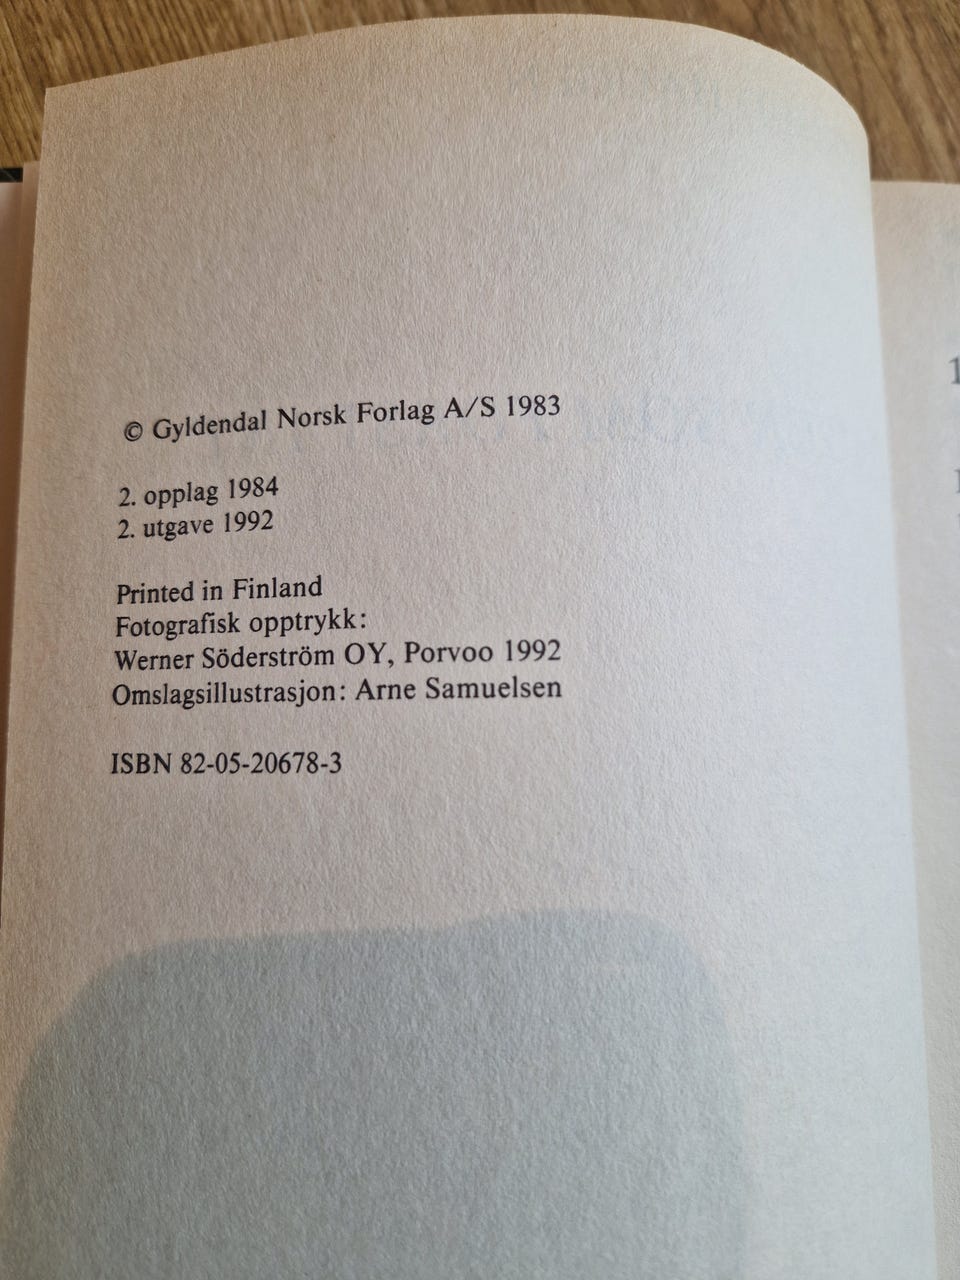 © Gyldendal Norsk Forlag A/S 1983
2. opplag 1984
2. utgave 1992
Printed in Finland
Fotografisk opptrykk:
Werner Söderström OY, Porvoo 1992
Omslagsillustrasjon: Arne Samuelsen
ISBN 82-05-20678-3